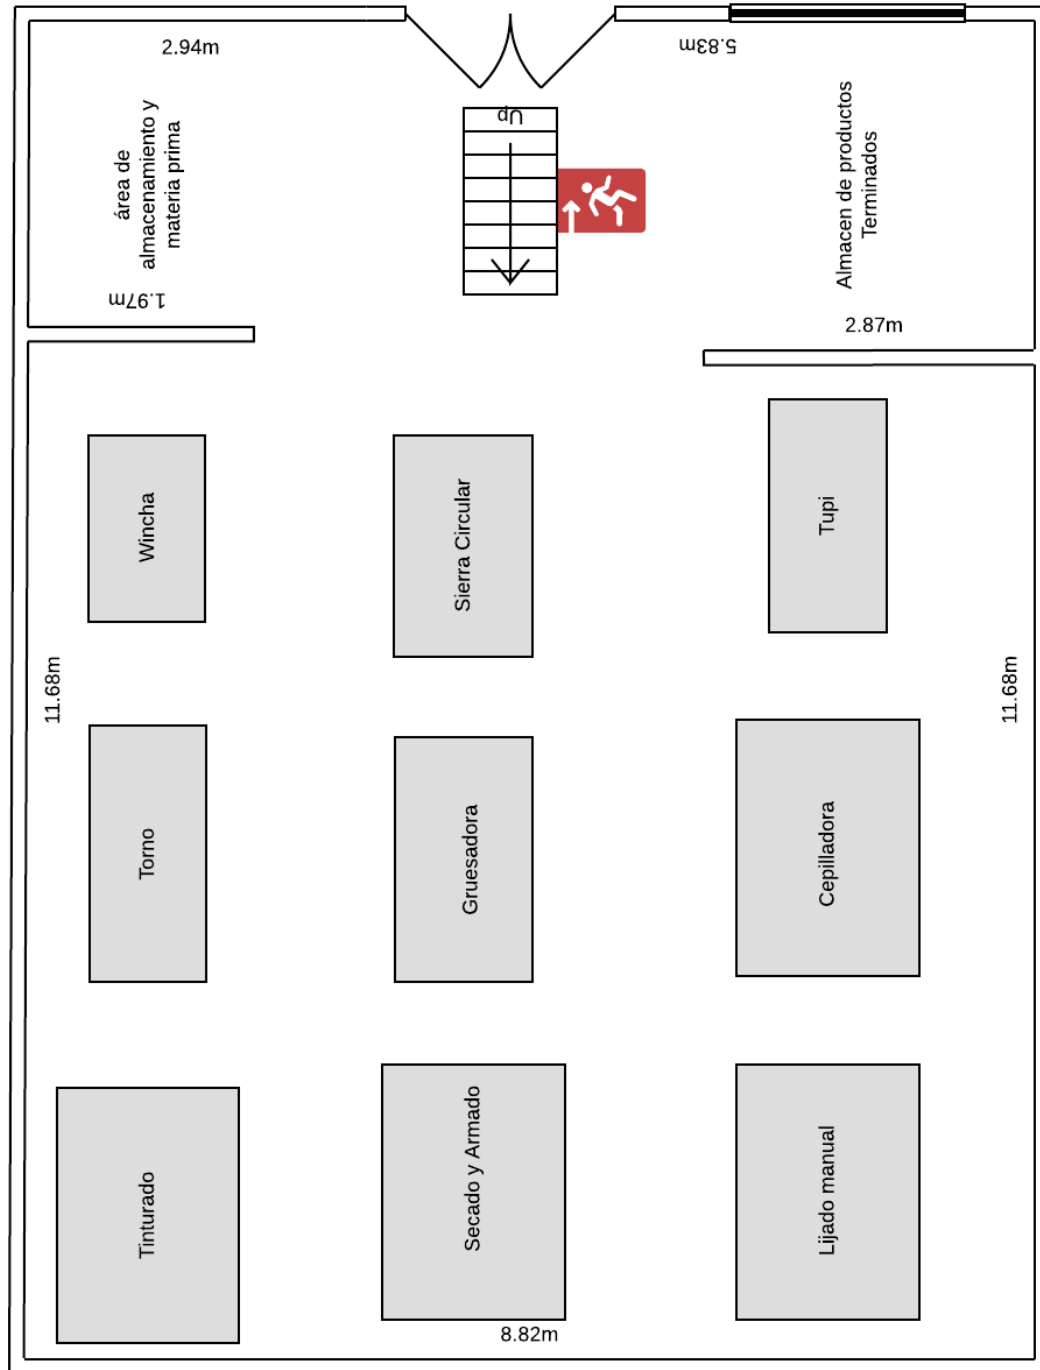 2.94m
5.83m
Up
área de
almacenamiento y
materia prima
Almacen de productos
Terminados
1.97m
2.87m
Wincha
Sierra Circular
Tupi
11.68m
11.68m
Torno
Gruesadora
Cepilladora
Tinturado
Secado y Armado
Lijado manual
8.82m